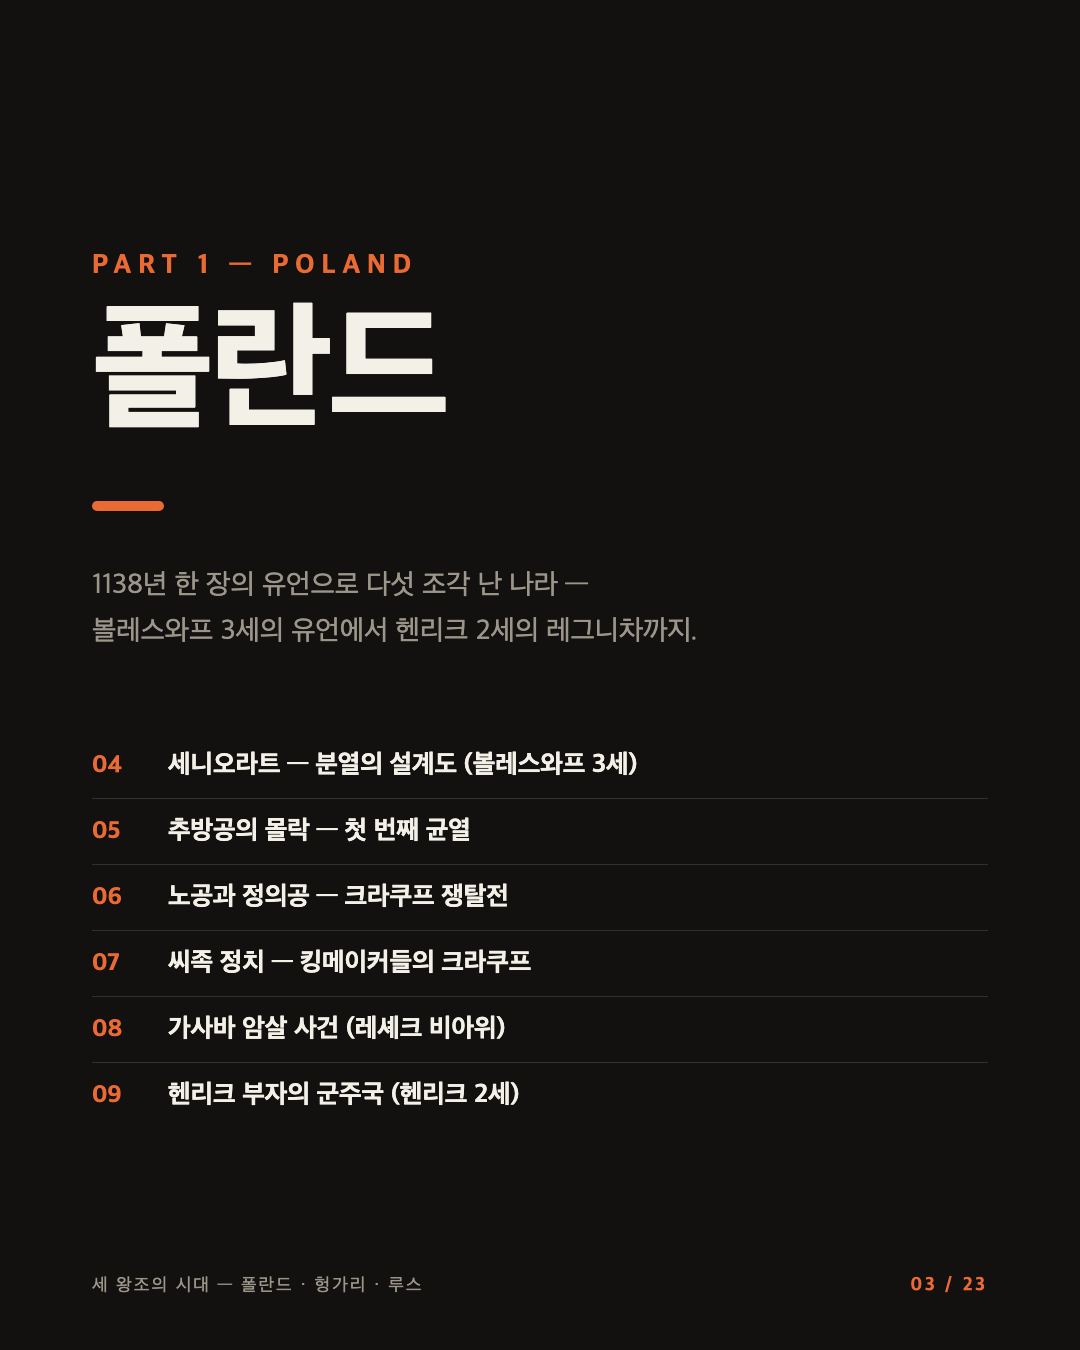 PART 1 — POLAND
폴란드
1138년 한 장의 유언으로 다섯 조각 난 나라 —
볼레스와프 3세의 유언에서 헨리크 2세의 레그니차까지.
04 세니오라트 — 분열의 설계도 (볼레스와프 3세)
05 추방공의 몰락 — 첫 번째 균열
06 노공과 정의공 — 크라쿠프 쟁탈전
07 씨족 정치 — 킹메이커들의 크라쿠프
08 가사바 암살 사건 (레셰크 비아위)
09 헨리크 부자의 군주국 (헨리크 2세)
세 왕조의 시대 — 폴란드 · 헝가리 · 루스
03 / 23